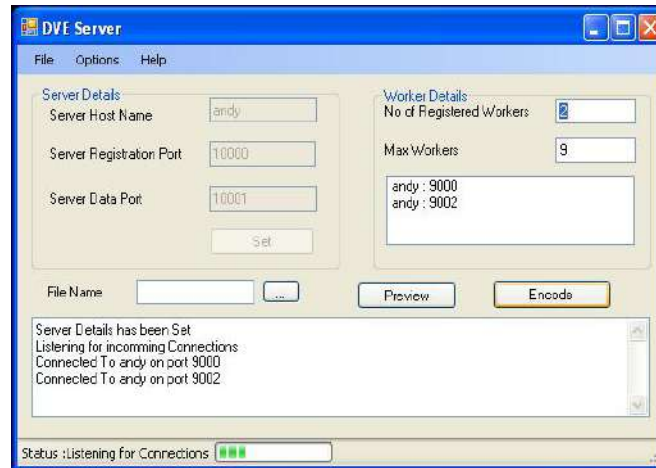 DVE Server
File Options Help
Server Details
Server Host Name andy
Server Registration Port 10000
Server Data Port 10001
Set
Worker Details
No of Registered Workers 2
Max Workers 9
andy : 9000
andy : 9002
File Name ... Preview Encode
Server Details has been Set
Listening for incomming Connections
Connected To andy on port 9000
Connected To andy on port 9002
Status :Listening for Connections